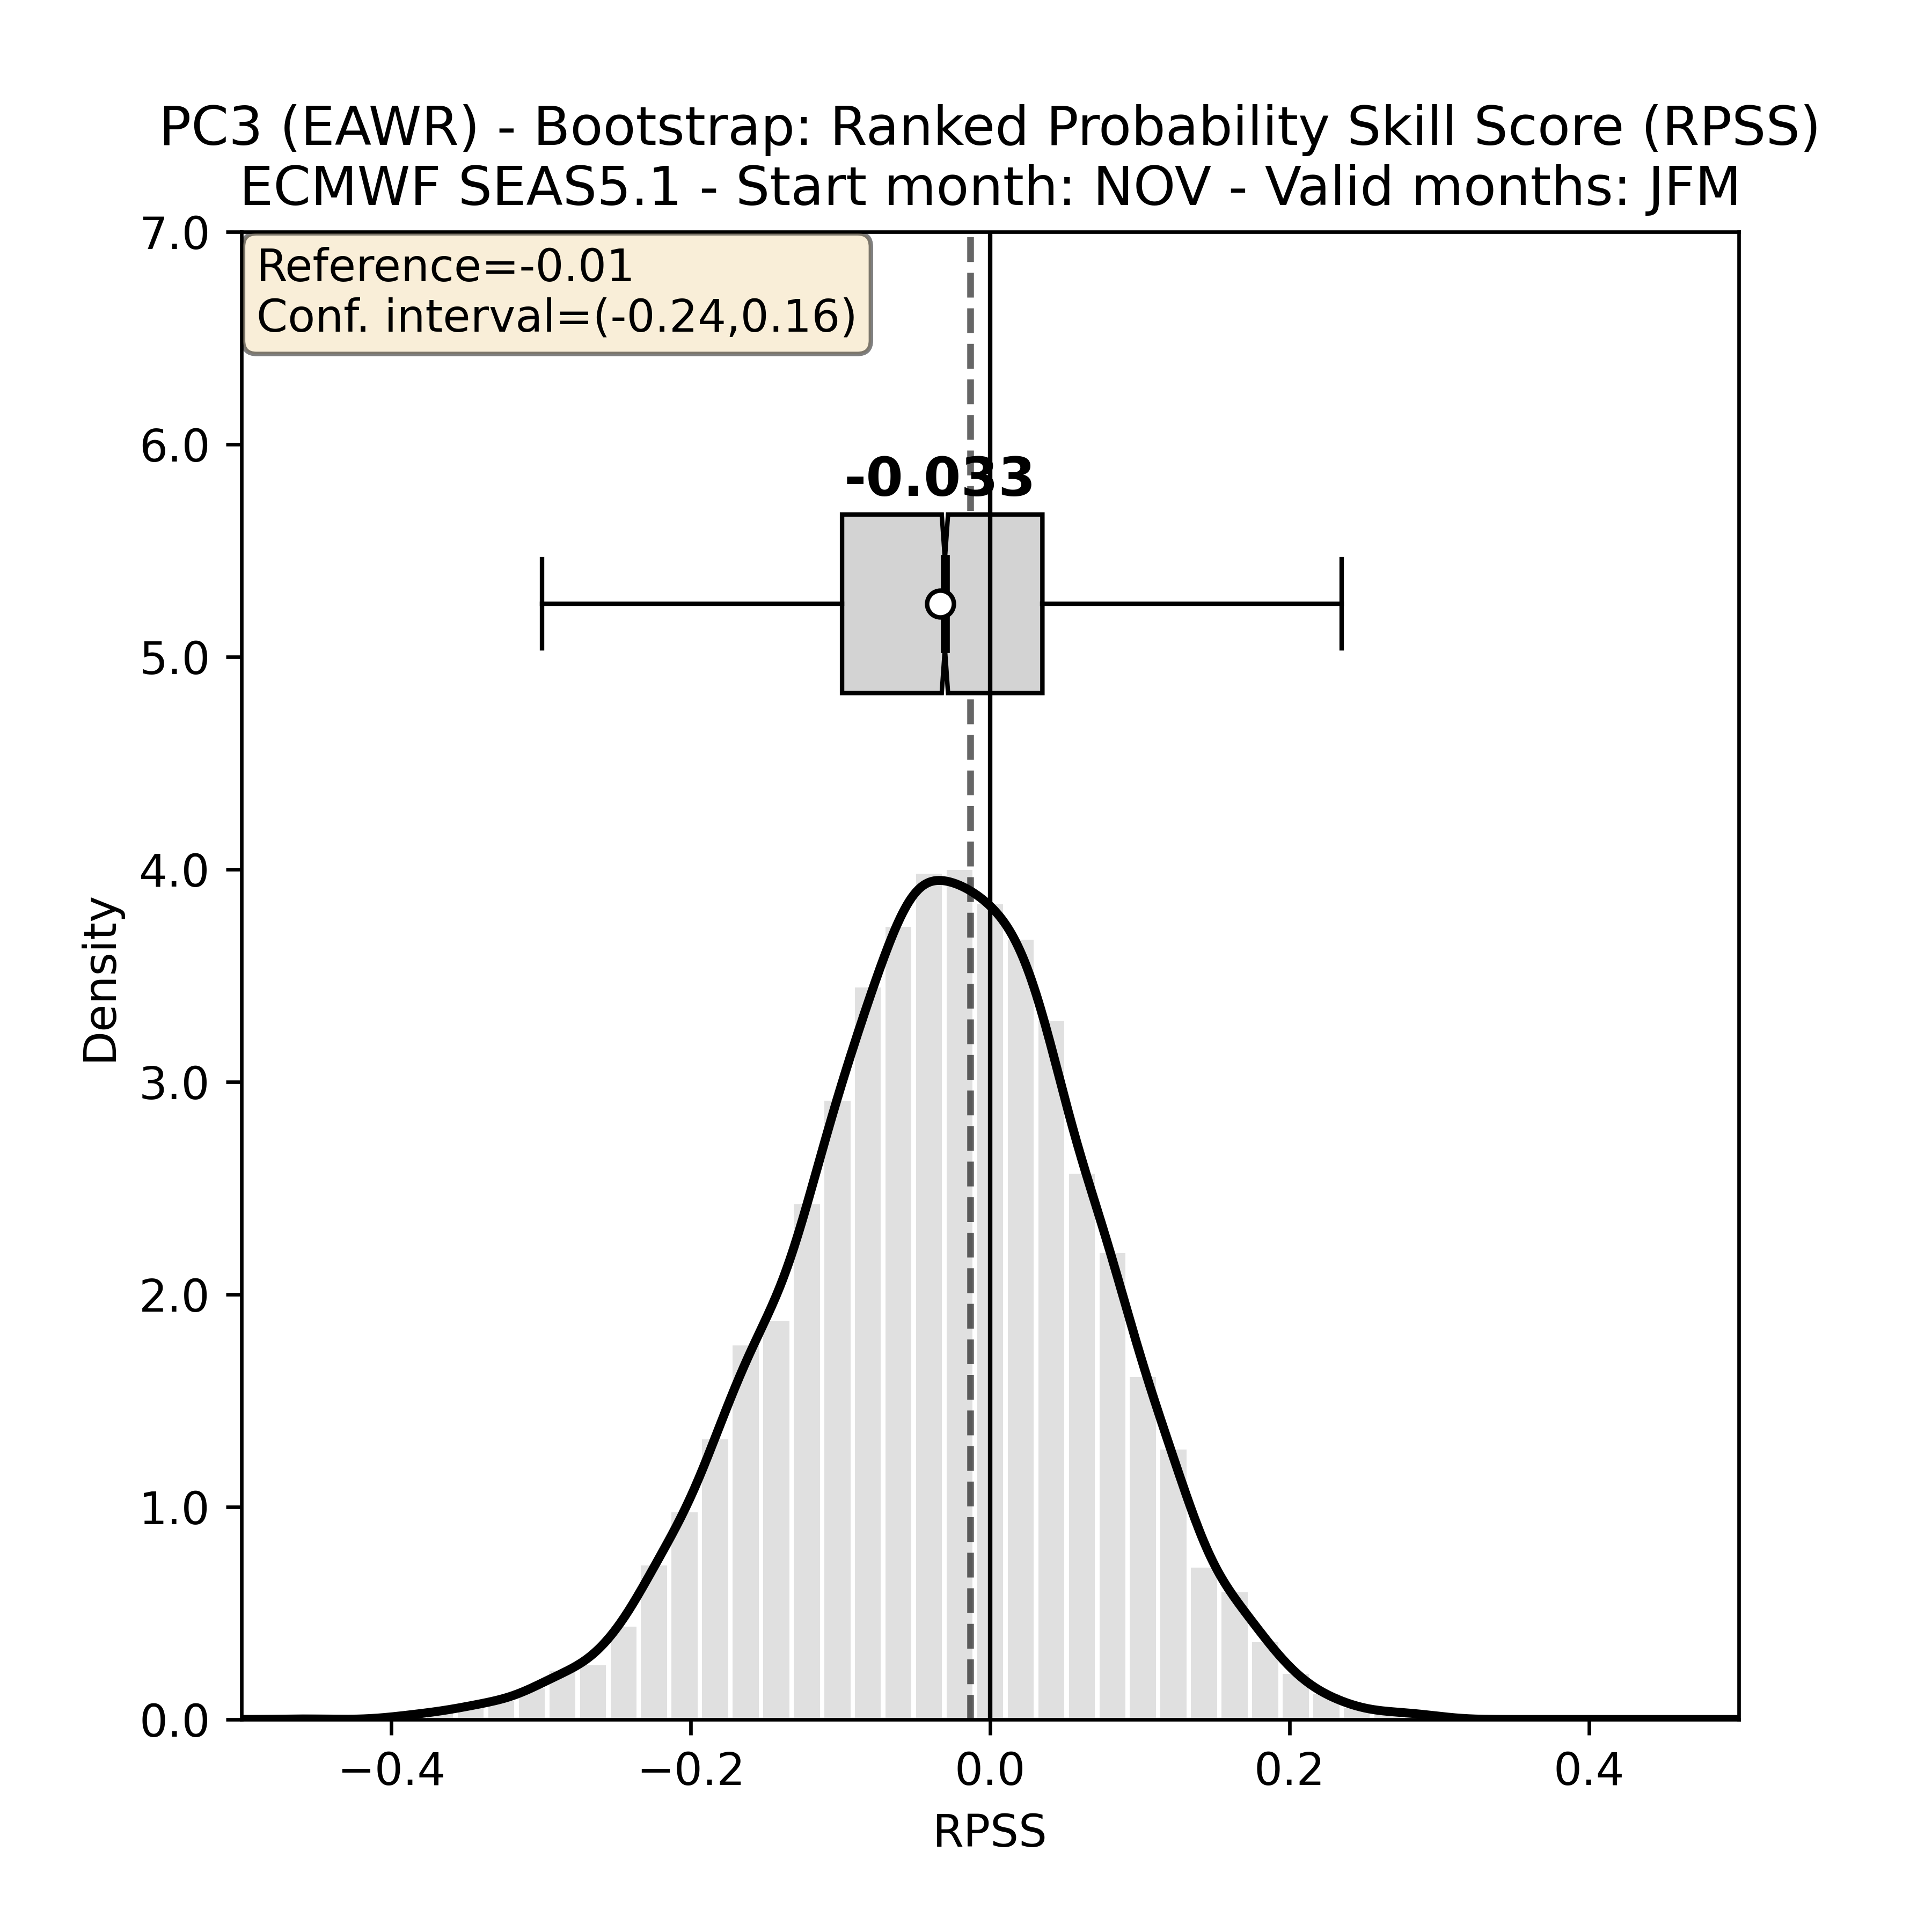 PC3 (EAWR) - Bootstrap: Ranked Probability Skill Score (RPSS)
ECMWF SEAS5.1 - Start month: NOV - Valid months: JFM
7.0
Reference=-0.01
Conf. interval=(-0.24,0.16)
6.0
-0.033
5.0
4.0
Density
3.0
2.0
1.0
0.0
−0.4 −0.2 0.0 0.2 0.4
RPSS